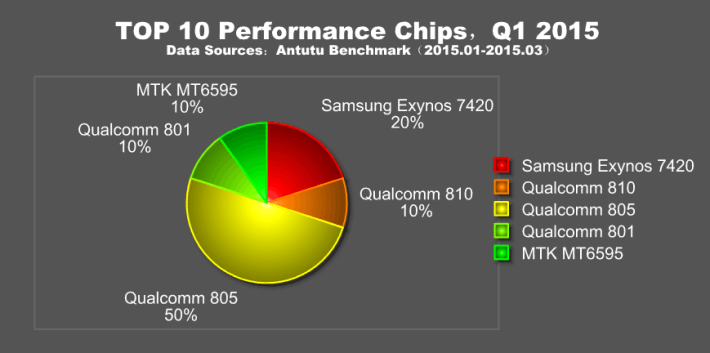 TOP 10 Performance Chips，Q1 2015
Data Sources：Antutu Benchmark（2015.01-2015.03）
MTK MT6595
10%
Samsung Exynos 7420
20%
Qualcomm 801
10%
Qualcomm 810
10%
Qualcomm 805
50%
Samsung Exynos 7420
Qualcomm 810
Qualcomm 805
Qualcomm 801
MTK MT6595